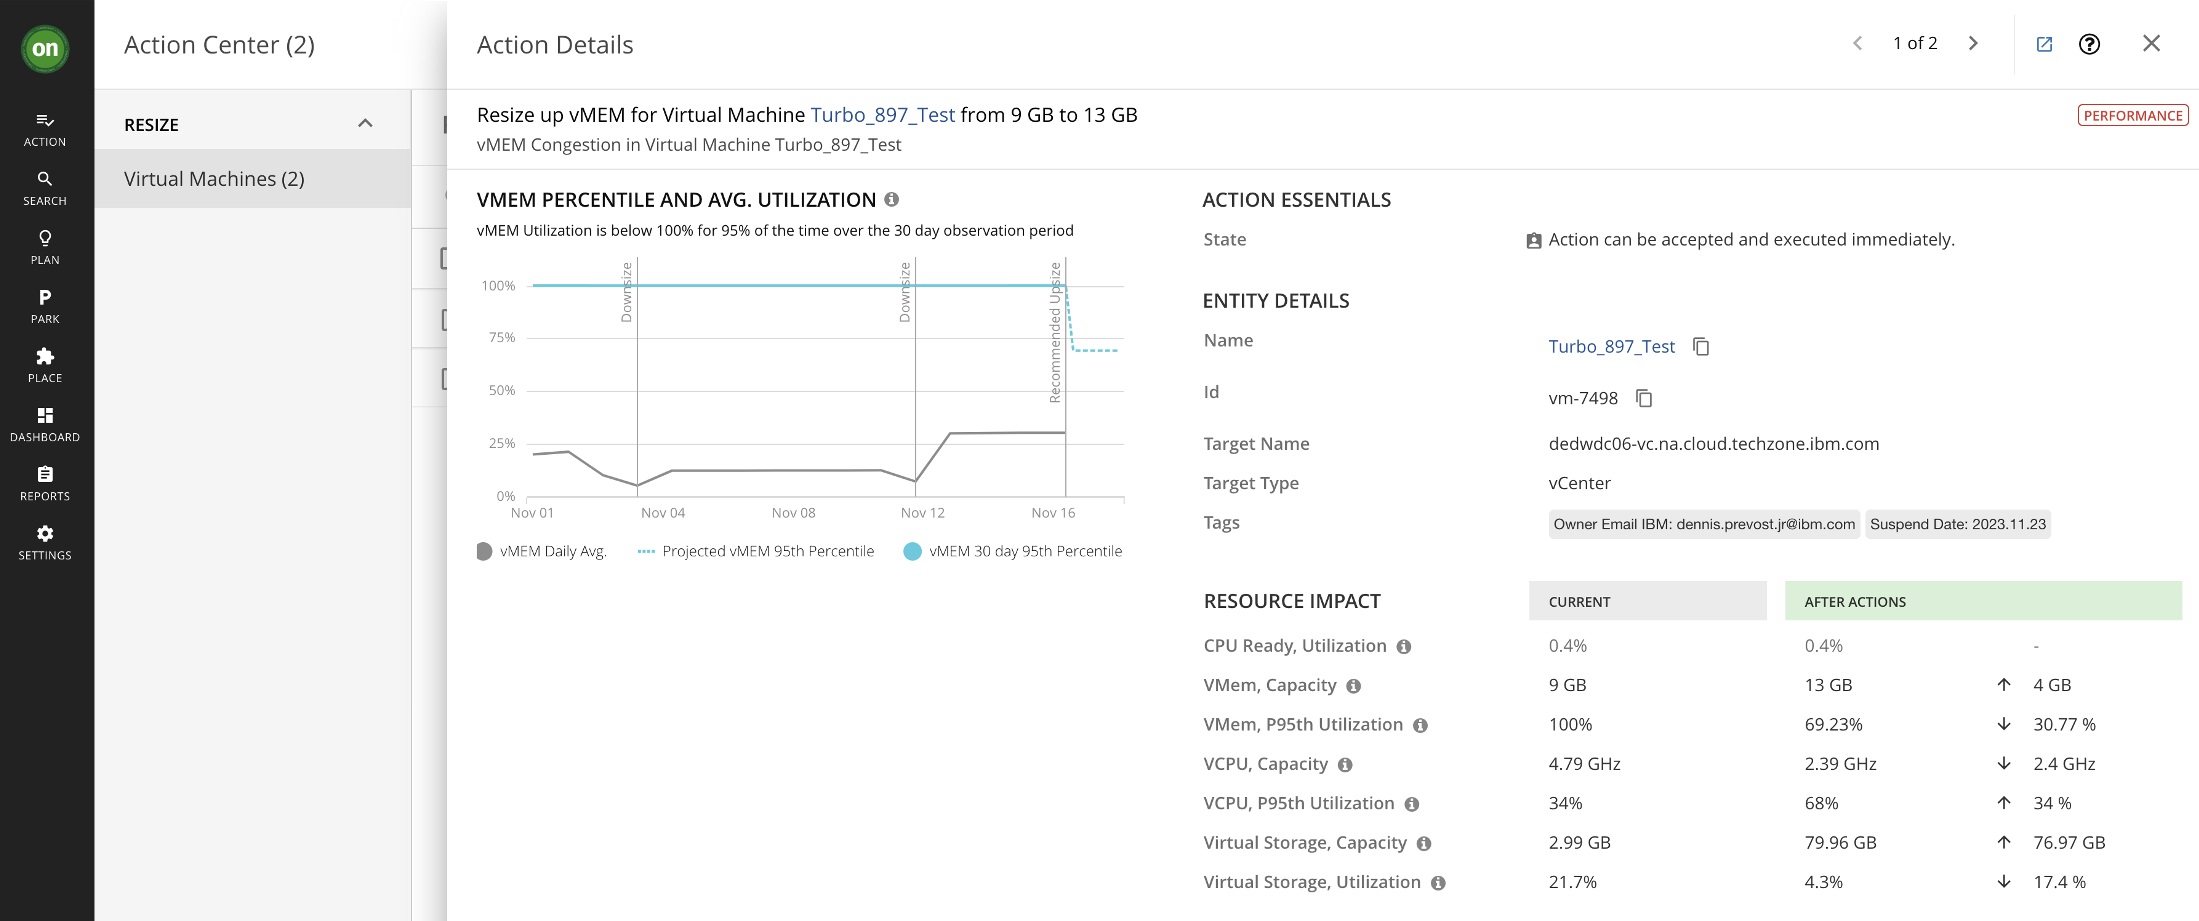 on
ACTION
SEARCH
PLAN
P
PARK
PLACE
DASHBOARD
REPORTS
SETTINGS
Action Center (2)
RESIZE
Virtual Machines (2)
Action Details
1 of 2
Resize up vMEM for Virtual Machine Turbo_897_Test from 9 GB to 13 GB
PERFORMANCE
vMEM Congestion in Virtual Machine Turbo_897_Test
VMEM PERCENTILE AND AVG. UTILIZATION
vMEM Utilization is below 100% for 95% of the time over the 30 day observation period
100%
75%
50%
25%
0%
Downsize
Downsize
Recommended Upsize
Nov 01 Nov 04 Nov 08 Nov 12 Nov 16
vMEM Daily Avg. Projected vMEM 95th Percentile vMEM 30 day 95th Percentile
ACTION ESSENTIALS
State Action can be accepted and executed immediately.
ENTITY DETAILS
Name Turbo_897_Test
Id vm-7498
Target Name dedwdc06-vc.na.cloud.techzone.ibm.com
Target Type vCenter
Tags Owner Email IBM: dennis.prevost.jr@ibm.com Suspend Date: 2023.11.23
RESOURCE IMPACT CURRENT AFTER ACTIONS
CPU Ready, Utilization 0.4% 0.4% -
VMem, Capacity 9 GB 13 GB ↑ 4 GB
VMem, P95th Utilization 100% 69.23% ↓ 30.77 %
VCPU, Capacity 4.79 GHz 2.39 GHz ↓ 2.4 GHz
VCPU, P95th Utilization 34% 68% ↑ 34 %
Virtual Storage, Capacity 2.99 GB 79.96 GB ↑ 76.97 GB
Virtual Storage, Utilization 21.7% 4.3% ↓ 17.4 %